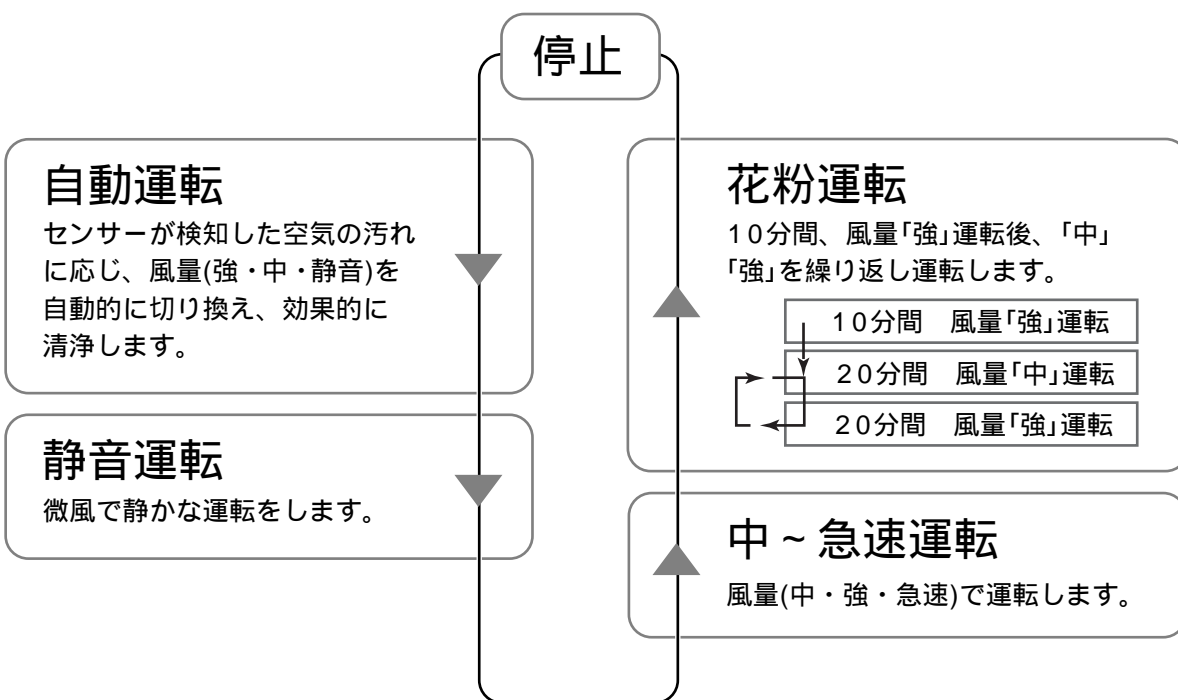 停止
自動運転
センサーが検知した空気の汚れ
に応じ、風量(強・中・静音)を
自動的に切り換え、効果的に
清浄します。
静音運転
微風で静かな運転をします。
花粉運転
10分間、風量「強」運転後、「中」
「強」を繰り返し運転します。
10分間 風量「強」運転
20分間 風量「中」運転
20分間 風量「強」運転
中~急速運転
風量(中・強・急速)で運転します。